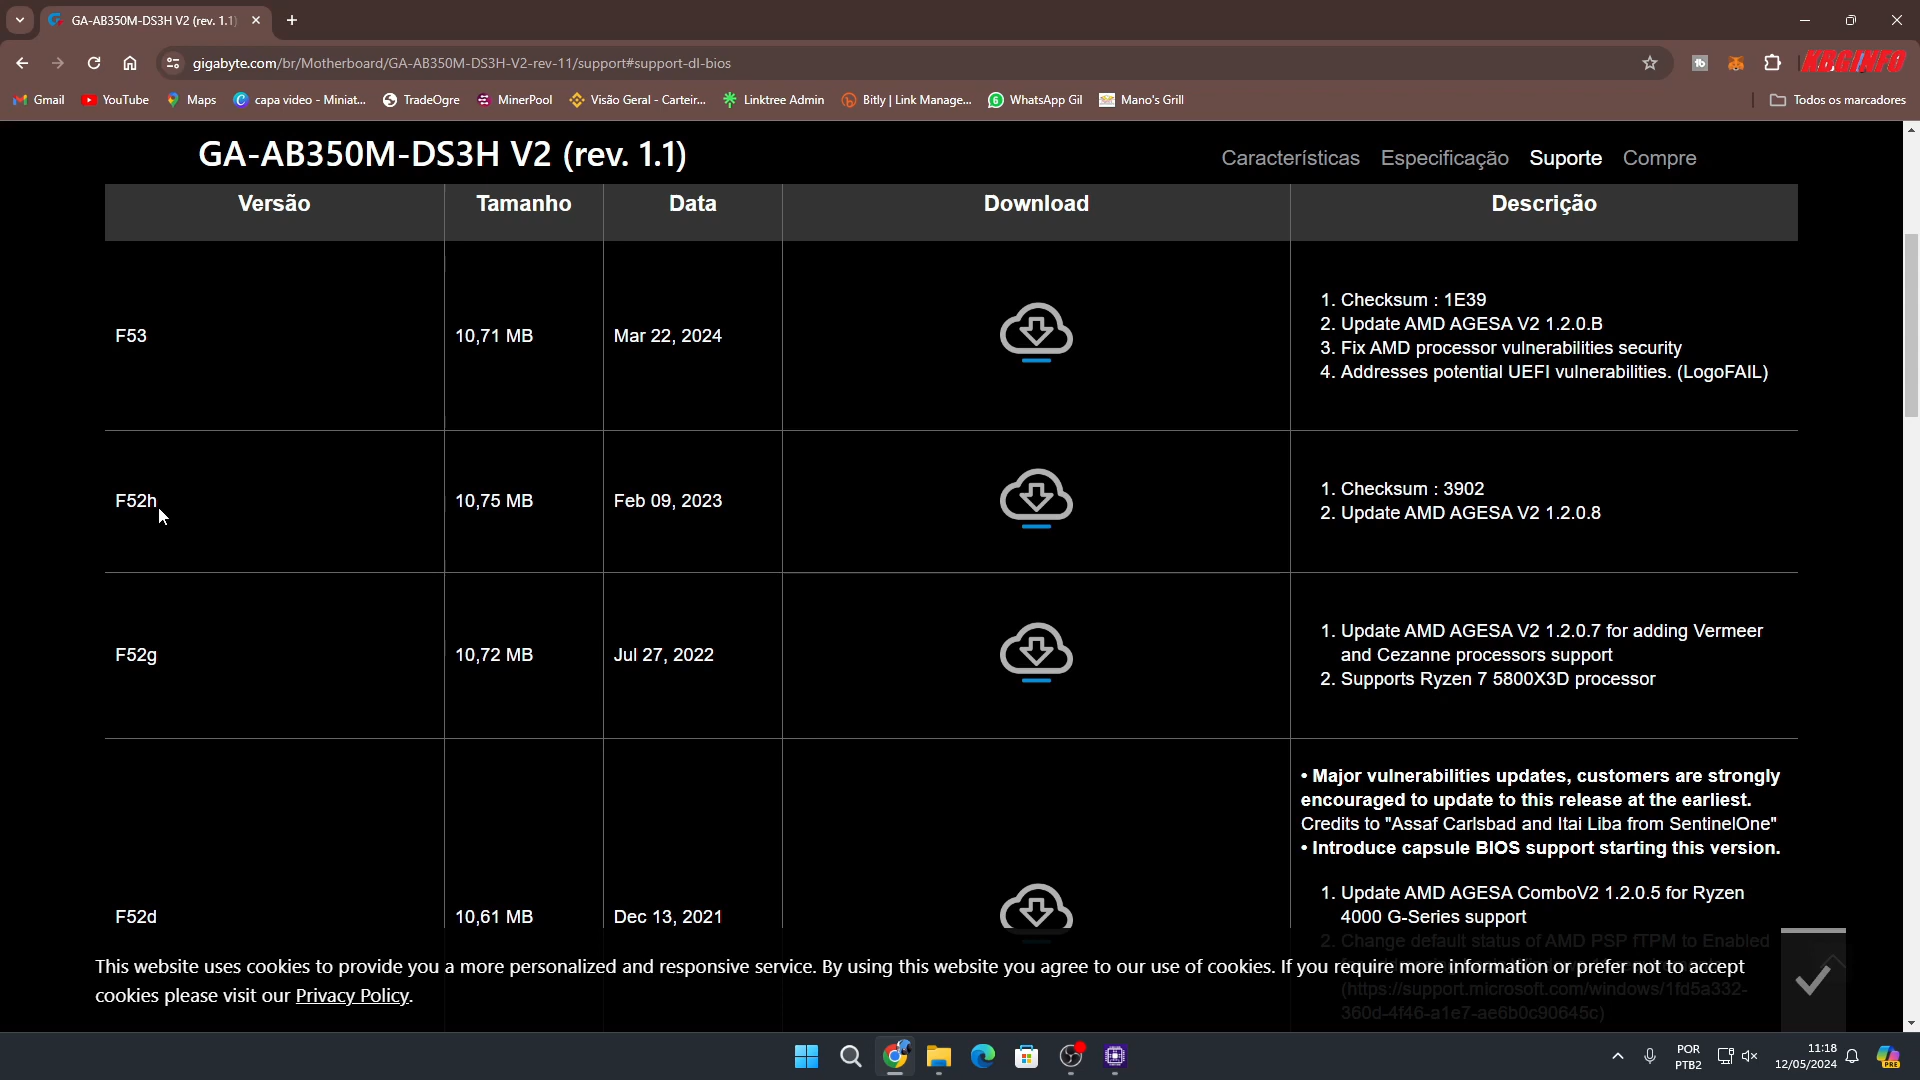 GA-AB350M-DS3H V2 (rev. 1.1)
gigabyte.com/br/Motherboard/GA-AB350M-DS3H-V2-rev-11/support#support-dl-bios
KBGINFO
Gmail YouTube Maps capa video - Miniat... TradeOgre MinerPool Visão Geral - Carteir... Linktree Admin Bitly | Link Manage... WhatsApp Gil Mano's Grill Todos os marcadores
GA-AB350M-DS3H V2 (rev. 1.1) Características Especificação Suporte Compre
Versão Tamanho Data Download Descrição
F53 10,71 MB Mar 22, 2024
1. Checksum : 1E39
2. Update AMD AGESA V2 1.2.0.B
3. Fix AMD processor vulnerabilities security
4. Addresses potential UEFI vulnerabilities. (LogoFAIL)
F52h 10,75 MB Feb 09, 2023
1. Checksum : 3902
2. Update AMD AGESA V2 1.2.0.8
F52g 10,72 MB Jul 27, 2022
1. Update AMD AGESA V2 1.2.0.7 for adding Vermeer
and Cezanne processors support
2. Supports Ryzen 7 5800X3D processor
F52d 10,61 MB Dec 13, 2021
• Major vulnerabilities updates, customers are strongly
encouraged to update to this release at the earliest.
Credits to "Assaf Carlsbad and Itai Liba from SentinelOne"
• Introduce capsule BIOS support starting this version.
1. Update AMD AGESA ComboV2 1.2.0.5 for Ryzen
4000 G-Series support
2. Change default status of AMD PSP fTPM to Enabled
(https://support.microsoft.com/windows/1fd5a332-
360d-4f46-a1e7-ae6b0c90645c)
This website uses cookies to provide you a more personalized and responsive service. By using this website you agree to our use of cookies. If you require more information or prefer not to accept
cookies please visit our Privacy Policy.
POR
PTB2
11:18
12/05/2024
PRE